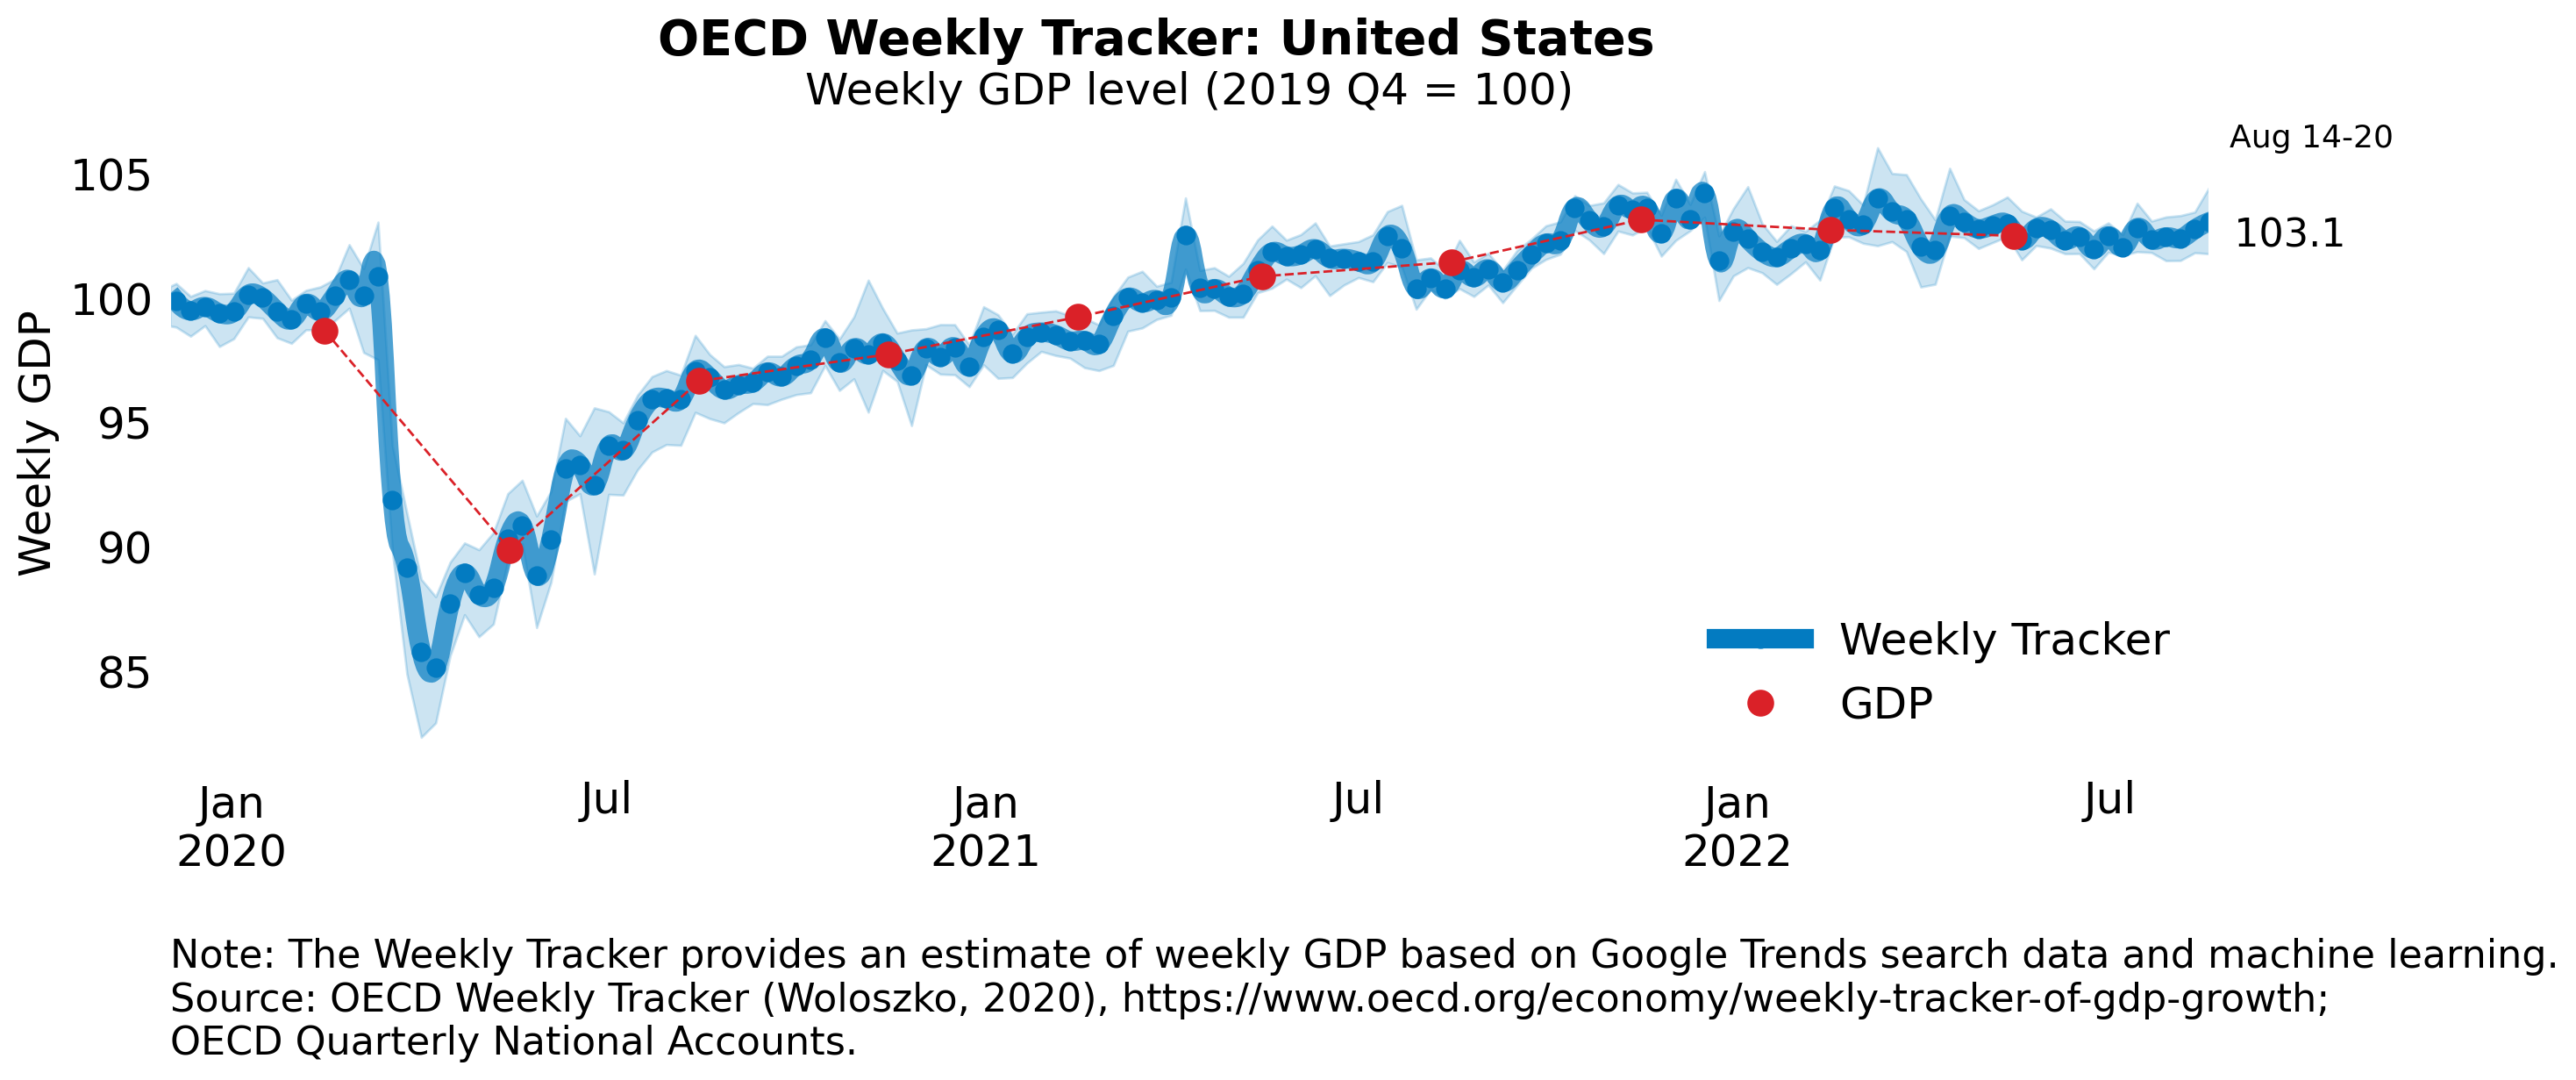 OECD Weekly Tracker: United States
Weekly GDP level (2019 Q4 = 100)
Aug 14-20
103.1
Weekly GDP
105
100
95
90
85
Weekly Tracker
GDP
Jan Jul Jan Jul Jan Jul
2020 2021 2022
Note: The Weekly Tracker provides an estimate of weekly GDP based on Google Trends search data and machine learning.
Source: OECD Weekly Tracker (Woloszko, 2020), https://www.oecd.org/economy/weekly-tracker-of-gdp-growth;
OECD Quarterly National Accounts.